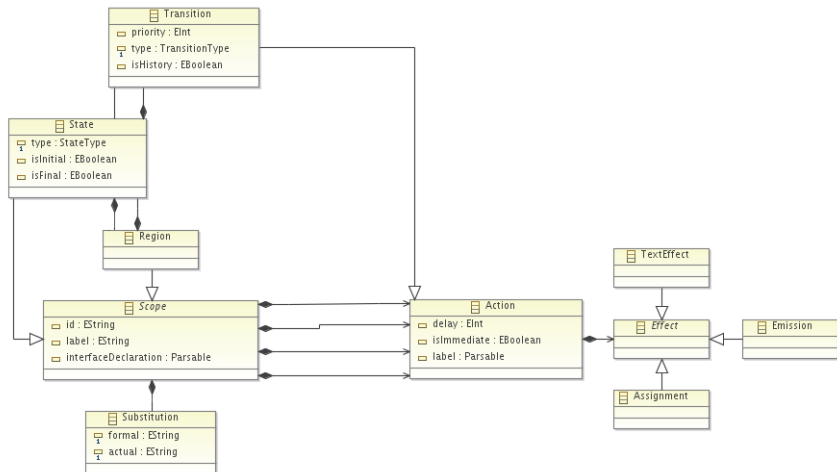 Transition
priority : EInt
type : TransitionType
isHistory : EBoolean
State
type : StateType
isInitial : EBoolean
isFinal : EBoolean
Region
Scope
id : EString
label : EString
interfaceDeclaration : Parsable
Action
delay : EInt
isImmediate : EBoolean
label : Parsable
TextEffect
Effect
Emission
Assignment
Substitution
formal : EString
actual : EString